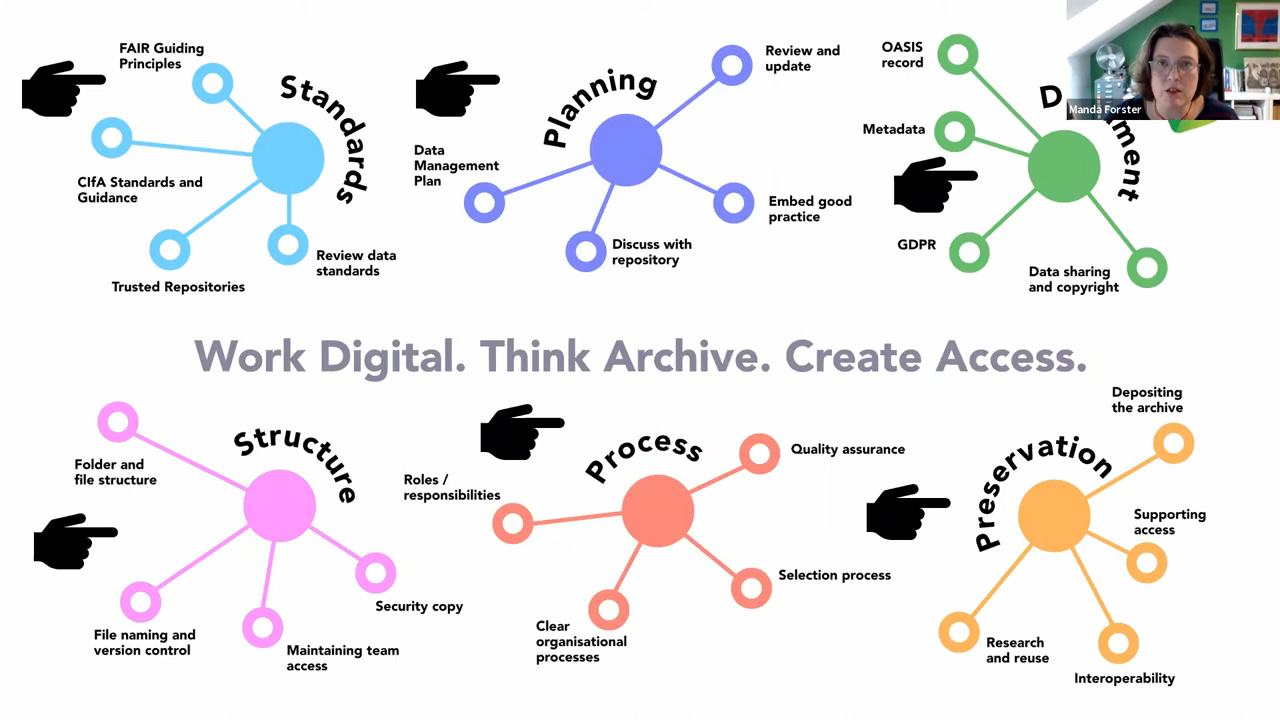 FAIR Guiding
Principles
Standards
CIfA Standards and
Guidance
Trusted Repositories
Review data
standards
Planning
Review and
update
Data
Management
Plan
Embed good
practice
Discuss with
repository
OASIS
record
Manda Forster
Metadata
GDPR
Data sharing
and copyright
Work Digital. Think Archive. Create Access.
Structure
Folder and
file structure
Security copy
File naming and
version control
Maintaining team
access
Process
Quality assurance
Roles /
responsibilities
Selection process
Clear
organisational
processes
Preservation
Depositing
the archive
Supporting
access
Research
and reuse
Interoperability